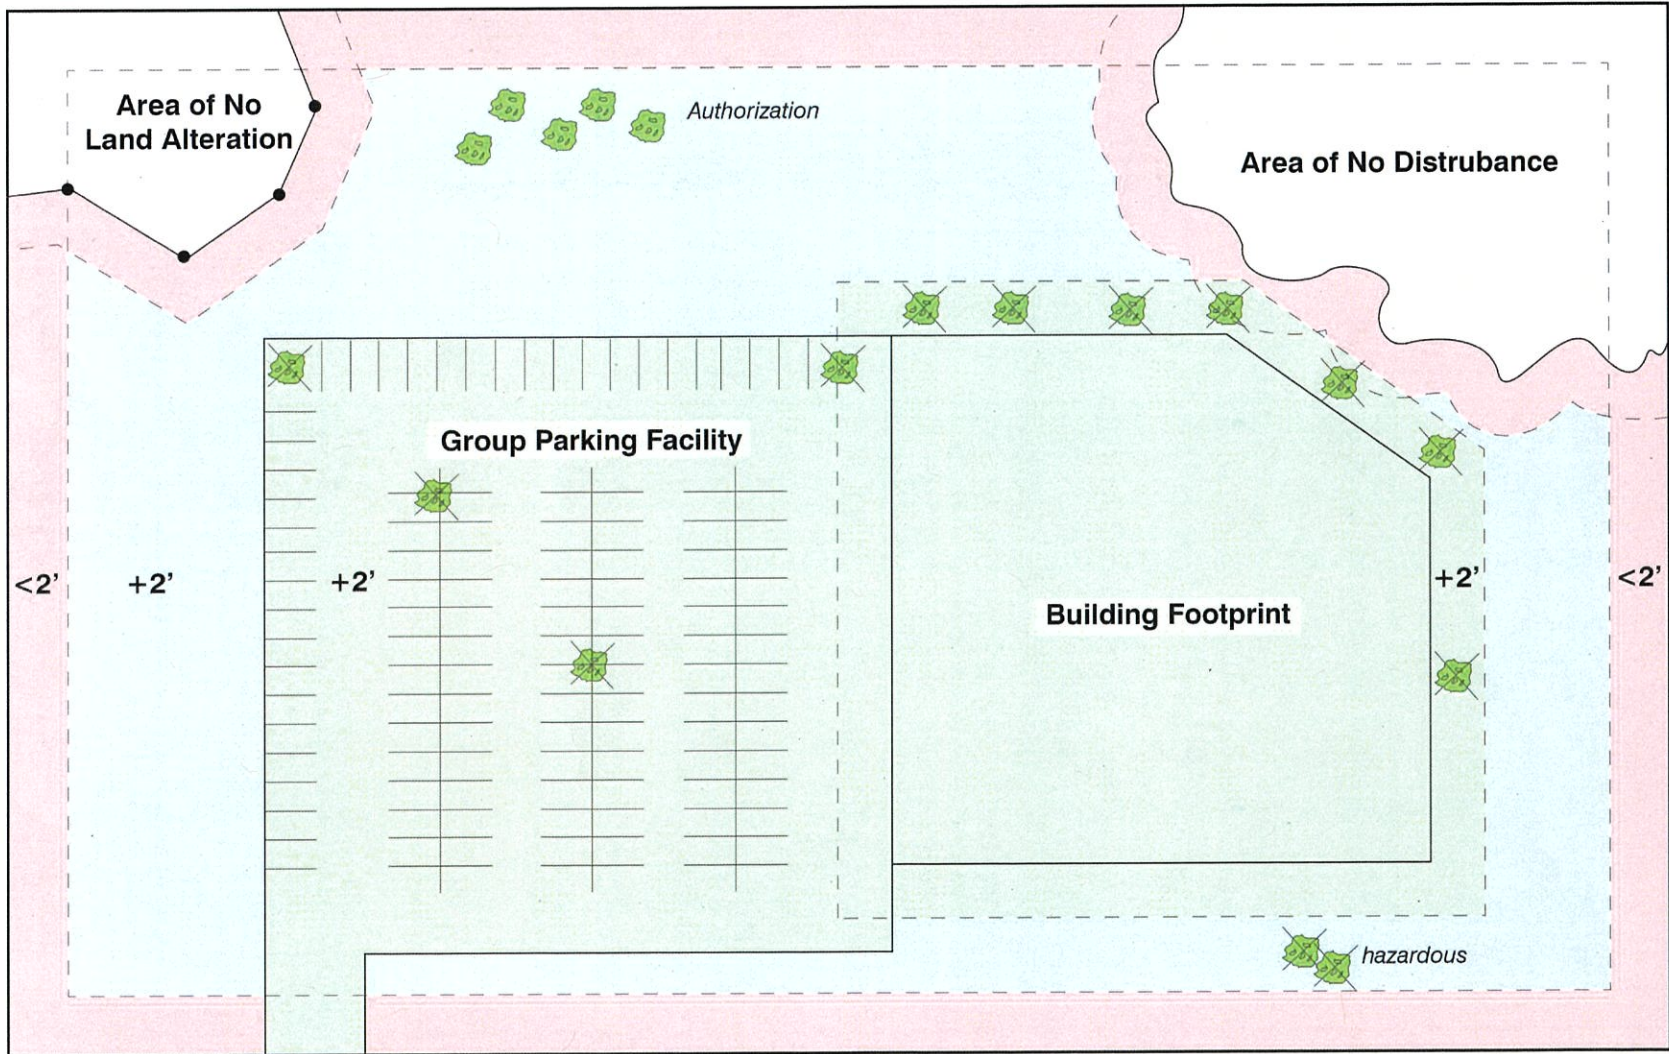 Area of No
Land Alteration
Authorization
Area of No Distrubance
Group Parking Facility
<2'
+2'
+2'
Building Footprint
+2'
<2'
hazardous